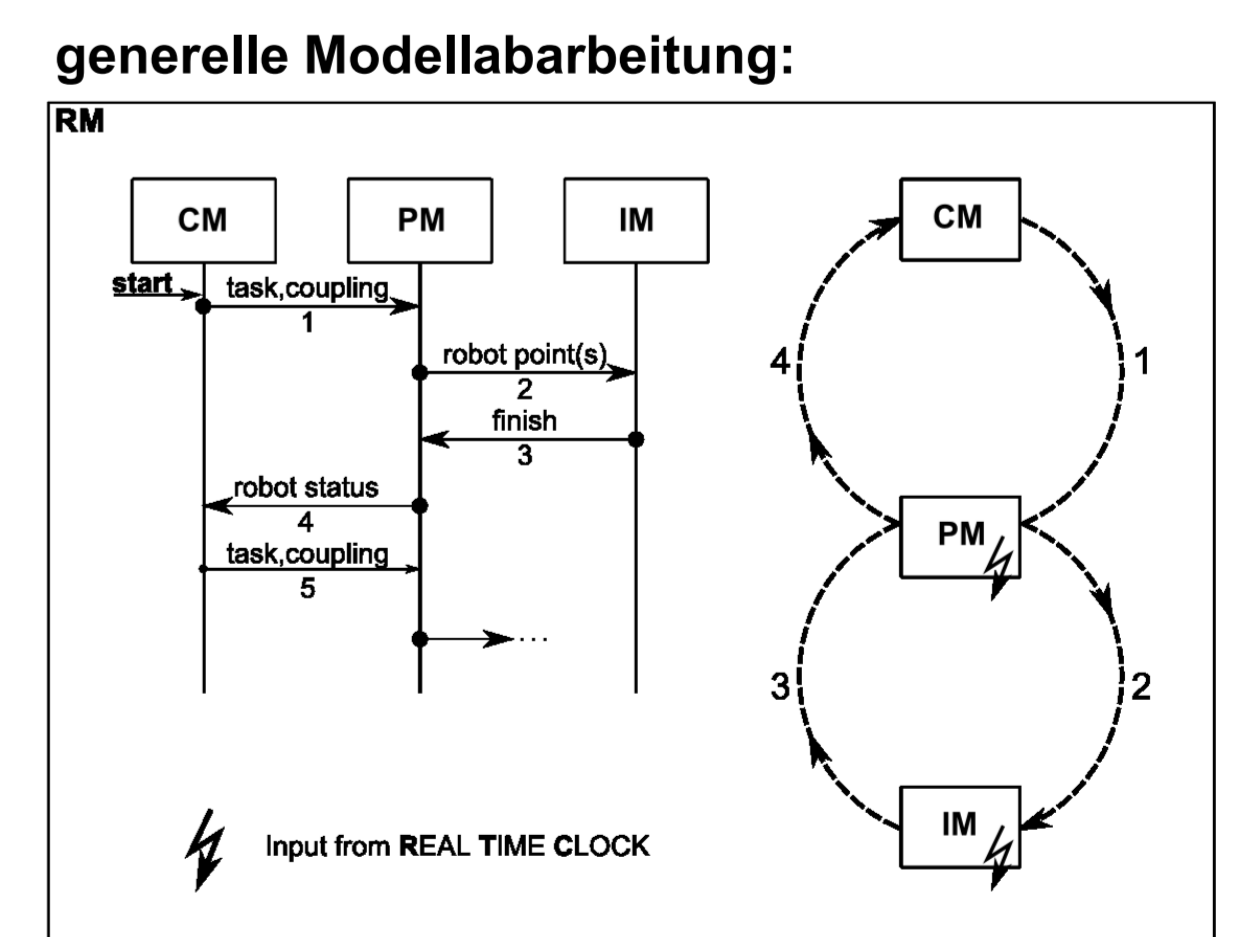 generelle Modellabarbeitung:
RM
CM
PM
IM
start
task,coupling
1
robot point(s)
2
finish
3
robot status
4
task,coupling
5
...
Input from REAL TIME CLOCK
CM
4
1
PM
3
2
IM